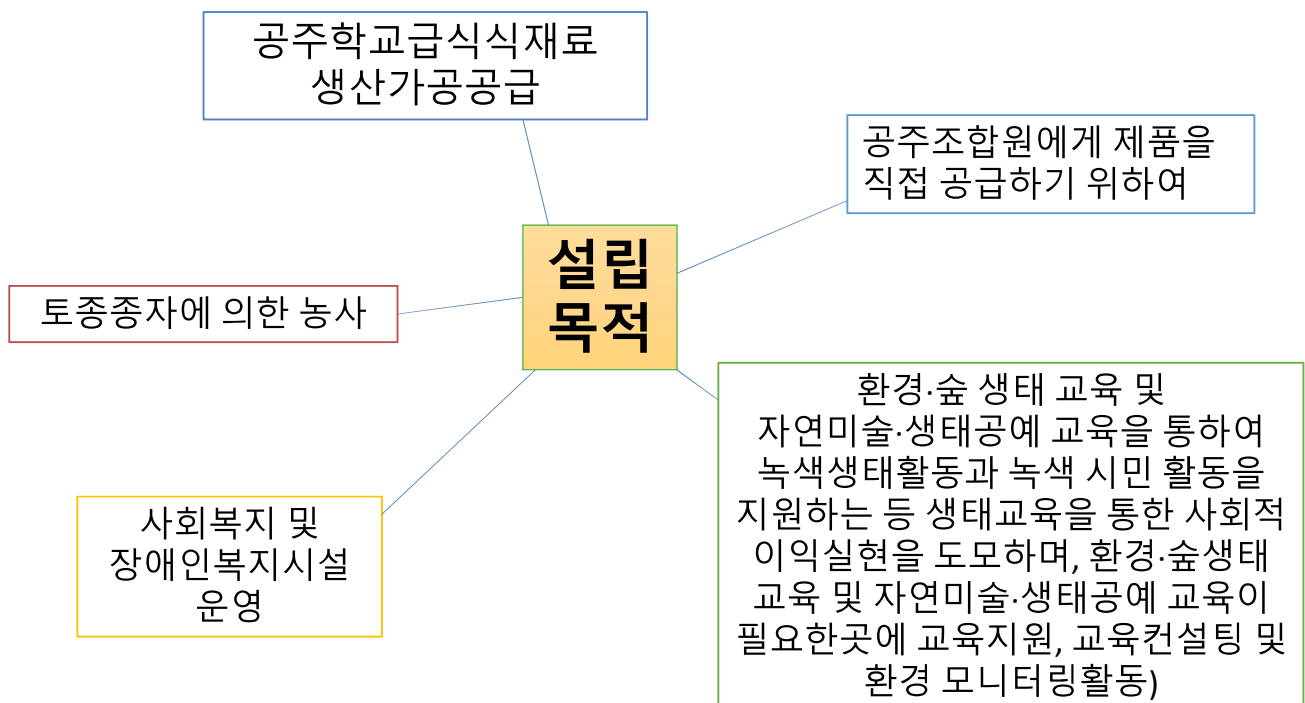 공주학교급식식재료
생산가공공급
공주조합원에게 제품을
직접 공급하기 위하여
설립
목적
토종종자에 의한 농사
환경·숲 생태 교육 및
자연미술·생태공예 교육을 통하여
녹색생태활동과 녹색 시민 활동을
지원하는 등 생태교육을 통한 사회적
이익실현을 도모하며, 환경·숲생태
교육 및 자연미술·생태공예 교육이
필요한곳에 교육지원, 교육컨설팅 및
환경 모니터링활동)
사회복지 및
장애인복지시설
운영